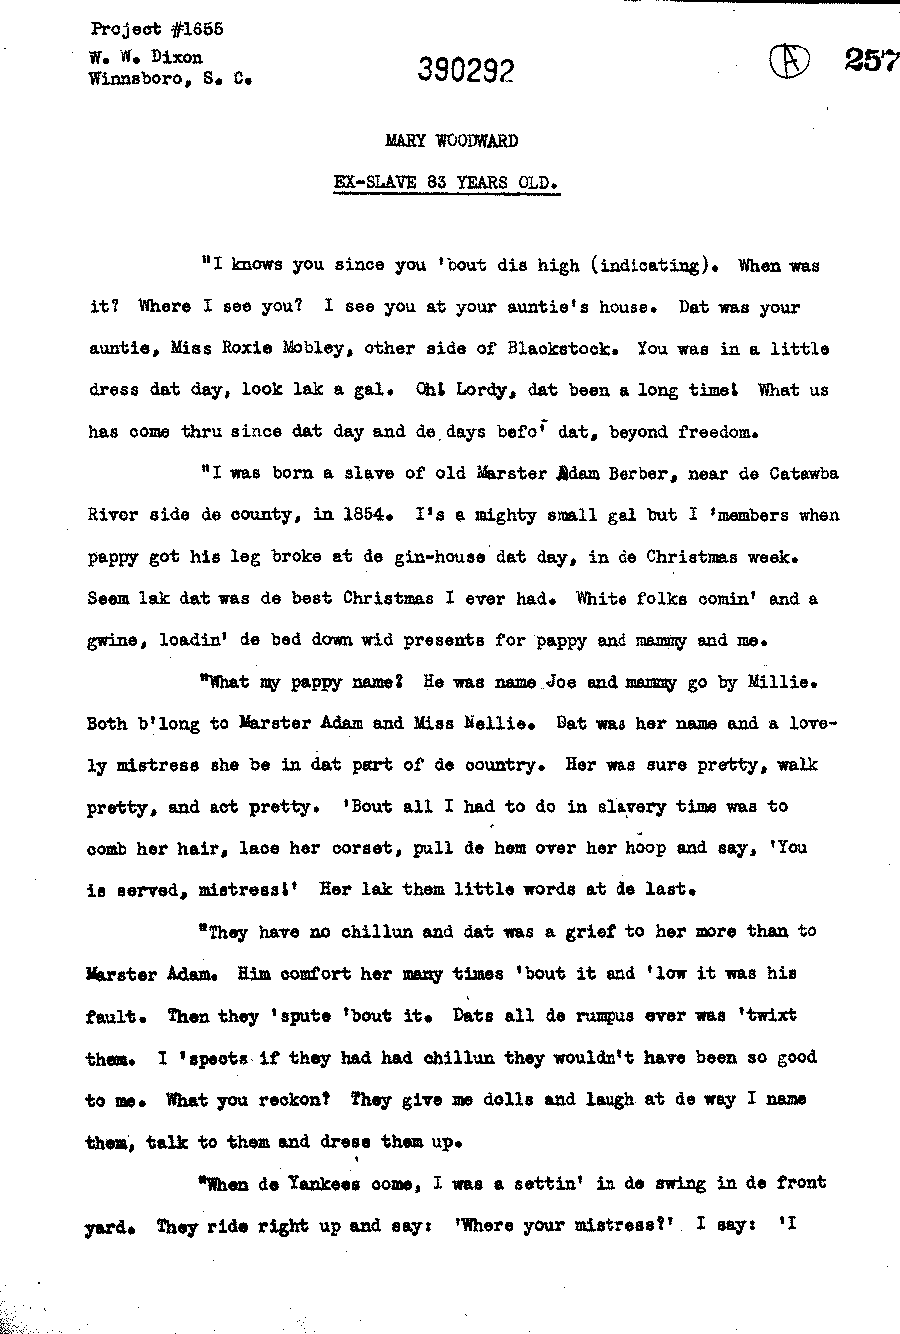 Project #1655
W. W. Dixon
Winnsboro, S. C.
390292
A
257
MARY WOODWARD
EX-SLAVE 83 YEARS OLD.
"I knows you since you 'bout dis high (indicating). When was
it? Where I see you? I see you at your auntie's house. Dat was your
auntie, Miss Roxie Mobley, other side of Blackstock. You was in a little
dress dat day, look lak a gal. Oh! Lordy, dat been a long time! What us
has come thru since dat day and de days befo' dat, beyond freedom.
"I was born a slave of old Marster Adam Berber, near de Catawba
River side de county, in 1854. I's a mighty small gal but I 'members when
pappy got his leg broke at de gin-house dat day, in de Christmas week.
Seem lak dat was de best Christmas I ever had. White folks comin' and a
gwine, loadin' de bed down wid presents for pappy and mammy and me.
"What my pappy name? He was name Joe and mammy go by Millie.
Both b'long to Marster Adam and Miss Nellie. Dat was her name and a love-
ly mistress she be in dat part of de country. Her was sure pretty, walk
pretty, and act pretty. 'Bout all I had to do in slavery time was to
comb her hair, lace her corset, pull de hem over her hoop and say, 'You
is served, mistress!' Her lak them little words at de last.
"They have no chillun and dat was a grief to her more than to
Marster Adam. Him comfort her many times 'bout it and 'low it was his
fault. Then they 'spute 'bout it. Dats all de rumpus ever was 'twixt
them. I 'spects if they had had chillun they wouldn't have been so good
to me. What you reckon? They give me dolls and laugh at de way I name
them, talk to them and dress them up.
"When de Yankees come, I was a settin' in de swing in de front
yard. They ride right up and say: 'Where your mistress?' I say: 'I